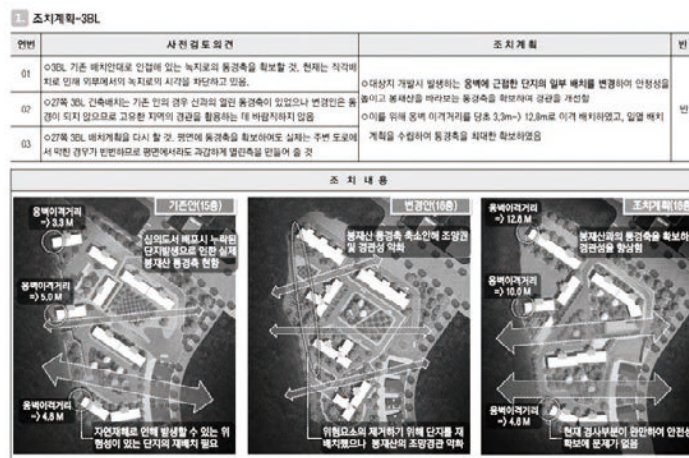 1. 조치계획-3BL
연번
사전검토의견
조치계획
반
01
○3BL 기존 배치안대로 인접해 있는 녹지로의 통경축을 확보할 것. 현재는 직각배
치로 인해 외부에서의 녹지로의 시각을 차단하고 있음.
02
○27쪽 3BL 건축배치는 기존 안의 경우 산과의 열린 통경축이 있었으나 변경안은 통
경이 되지 않으므로 고유한 지역의 경관을 활용하는 데 바람직하지 않음
03
○27쪽 3BL 배치계획을 다시 할 것. 평면에 통경축을 확보하여도 실제는 주변 도로에
서 막힌 경우가 빈번하므로 평면에서라도 과감하게 열린축을 만들어 줄 것
○대상지 개발시 발생하는 옹벽에 근접한 단지의 일부 배치를 변경하여 안정성을
높이고 봉재산을 바라보는 통경축을 확보하여 경관을 개선함
○이를 위해 옹벽 이격거리를 당초 3.3m~) 12.8m로 이격 배치하였고, 일렬 배치
계획을 수립하여 통경축을 최대한 확보하였음
반
조치내용
기존안(15층)
옹벽이격거리
=> 3.3 M
심의도서 배포시 누락된
단지발생으로 인한 실제
봉재산 통경축 현황
옹벽이격거리
=> 5.0 M
옹벽이격거리
=> 4.8 M
자연재해로 인해 발생할 수 있는 위
험성이 있는 단지의 재배치 필요
변경안(18층)
봉재산 통경축 축소인해 조망권
및 경관성 악화
위험요소의 제거하기 위해 단지를 재
배치했으나 봉재산의 조망경관 악화
조치계획(18층
옹벽이격거리
=> 12.8 M
봉재산과의 통경축을 확보하
경관성을 향상함
옹벽이격거리
=> 10.0 M
옹벽이격거리
=> 4.8 M
현재 경사부분이 완만하여 안전성
확보에 문제가 없음